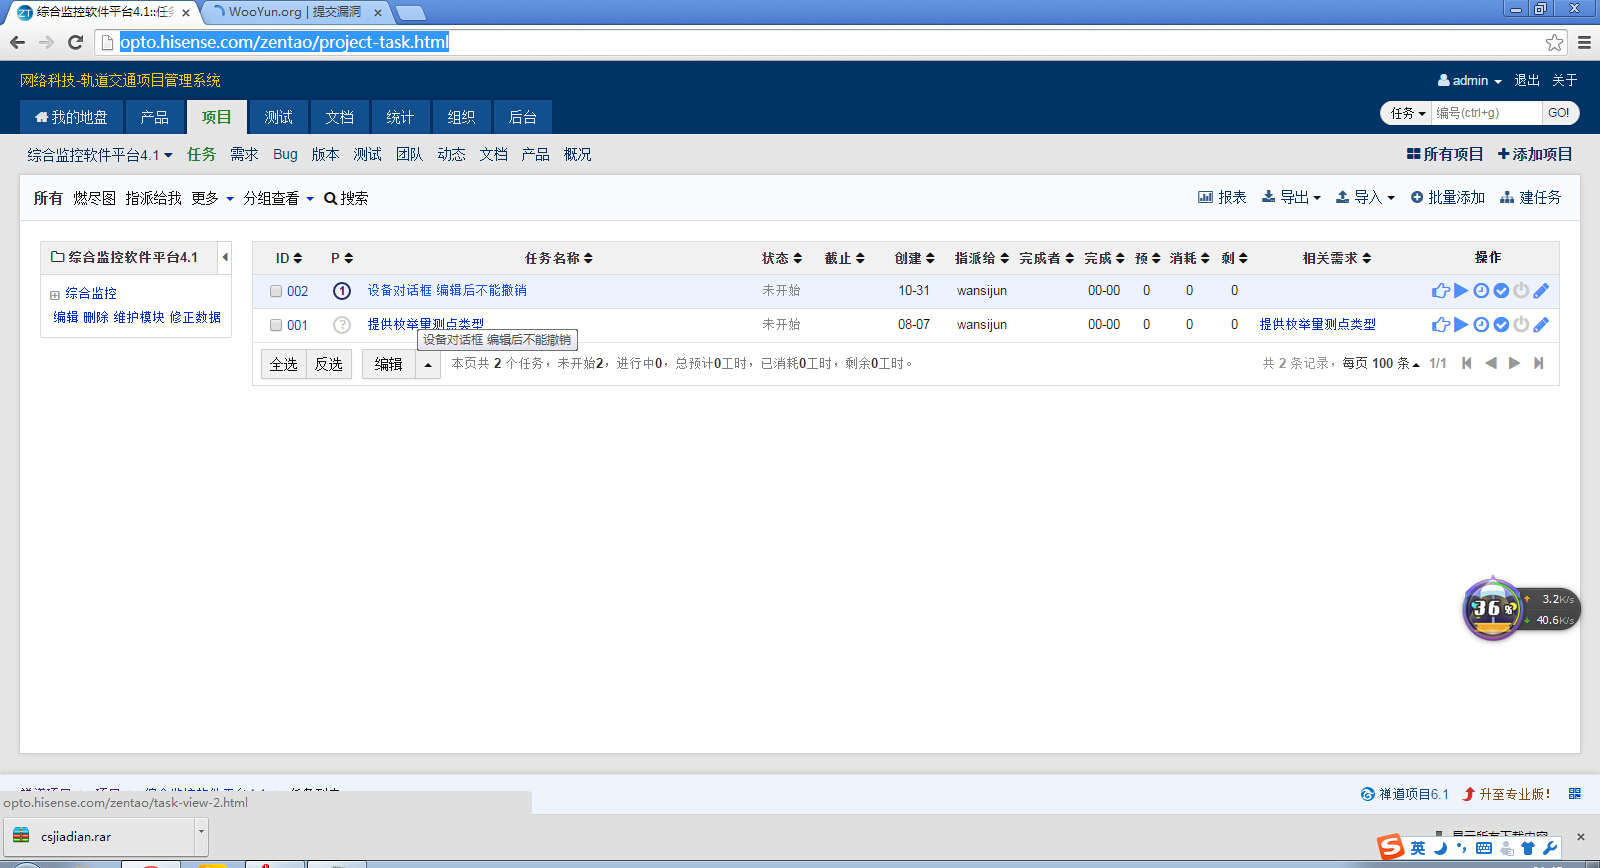 综合监控软件平台4.1::任务
WooYun.org | 提交漏洞
opto.hisense.com/zentao/project-task.html
网络科技-轨道交通项目管理系统
admin 退出 关于
我的地盘 产品 项目 测试 文档 统计 组织 后台
任务 编号(ctrl+g) GO!
综合监控软件平台4.1 任务 需求 Bug 版本 测试 团队 动态 文档 产品 概况
所有项目 添加项目
所有 燃尽图 指派给我 更多 分组查看 搜索
报表 导出 导入 批量添加 建任务
综合监控软件平台4.1
综合监控
编辑 删除 维护模块 修正数据
ID P 任务名称 状态 截止 创建 指派给 完成者 完成 预 消耗 剩 相关需求 操作
002 1 设备对话框 编辑后不能撤销 未开始 10-31 wansijun 00-00 0 0 0
001 ? 提供枚举量测点类型 未开始 08-07 wansijun 00-00 0 0 0 提供枚举量测点类型
设备对话框 编辑后不能撤销
全选 反选 编辑 本页共 2 个任务，未开始2，进行中0，总预计0工时，已消耗0工时，剩余0工时。
共 2 条记录，每页 100 条 1/1
36% 3.2K/s
40.6K/s
禅道项目6.1 升至专业版！
opto.hisense.com/zentao/task-view-2.html
csjiadian.rar
显示所有下载内容
英